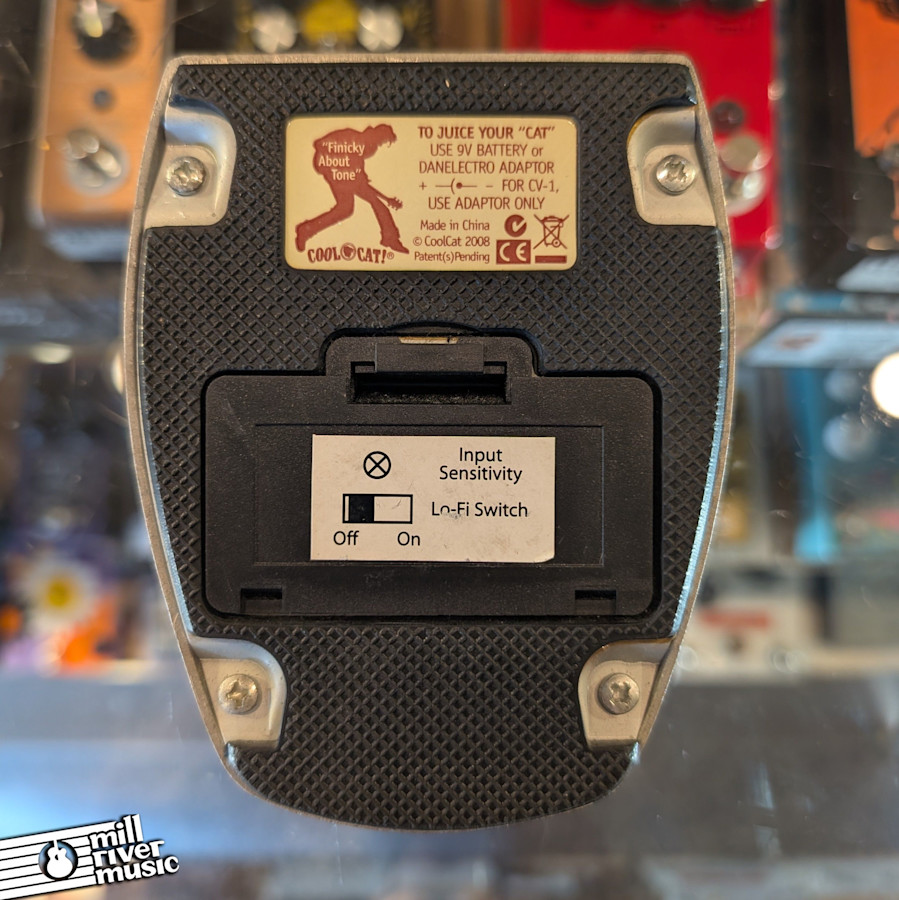 "Finicky
About
Tone"
COOL CAT!®
TO JUICE YOUR "CAT"
USE 9V BATTERY or
DANELECTRO ADAPTOR
+ – FOR CV-1,
USE ADAPTOR ONLY
Made in China
© CoolCat 2008
Patent(s)Pending
CE
Input
Sensitivity
Lo-Fi Switch
Off On
mill
river
music